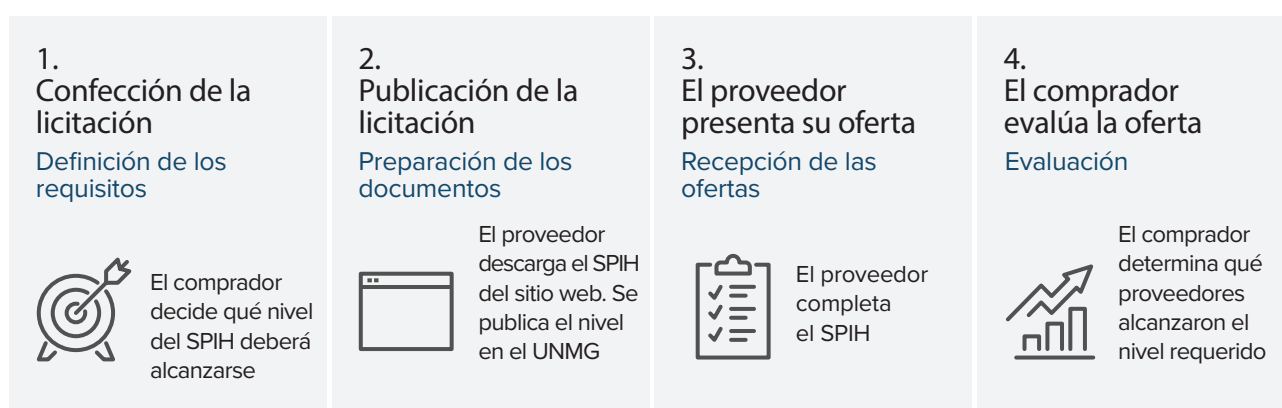 1.
Confección de la
licitación
Definición de los
requisitos
El comprador
decide qué nivel
del SPIH deberá
alcanzarse
2.
Publicación de la
licitación
Preparación de los
documentos
El proveedor
descarga el SPIH
del sitio web. Se
publica el nivel
en el UNMG
3.
El proveedor
presenta su oferta
Recepción de las
ofertas
El proveedor
completa
el SPIH
4.
El comprador
evalúa la oferta
Evaluación
El comprador
determina qué
proveedores
alcanzaron el
nivel requerido